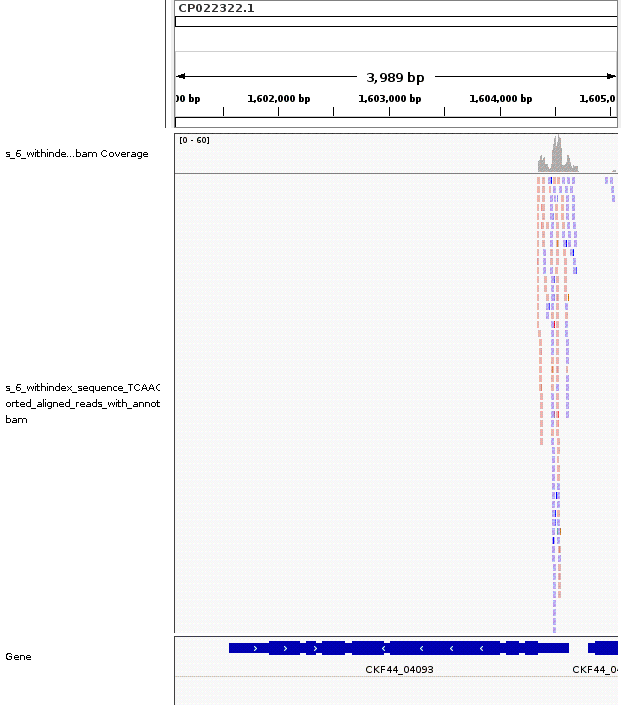 CP022322.1
3,989 bp
00 bp 1,602,000 bp 1,603,000 bp 1,604,000 bp 1,605,0
s_6_withinde...bam Coverage
[0 - 60]
s_6_withindex_sequence_TCAAC
orted_aligned_reads_with_annot
bam
Gene
CKF44_04093 CKF44_04